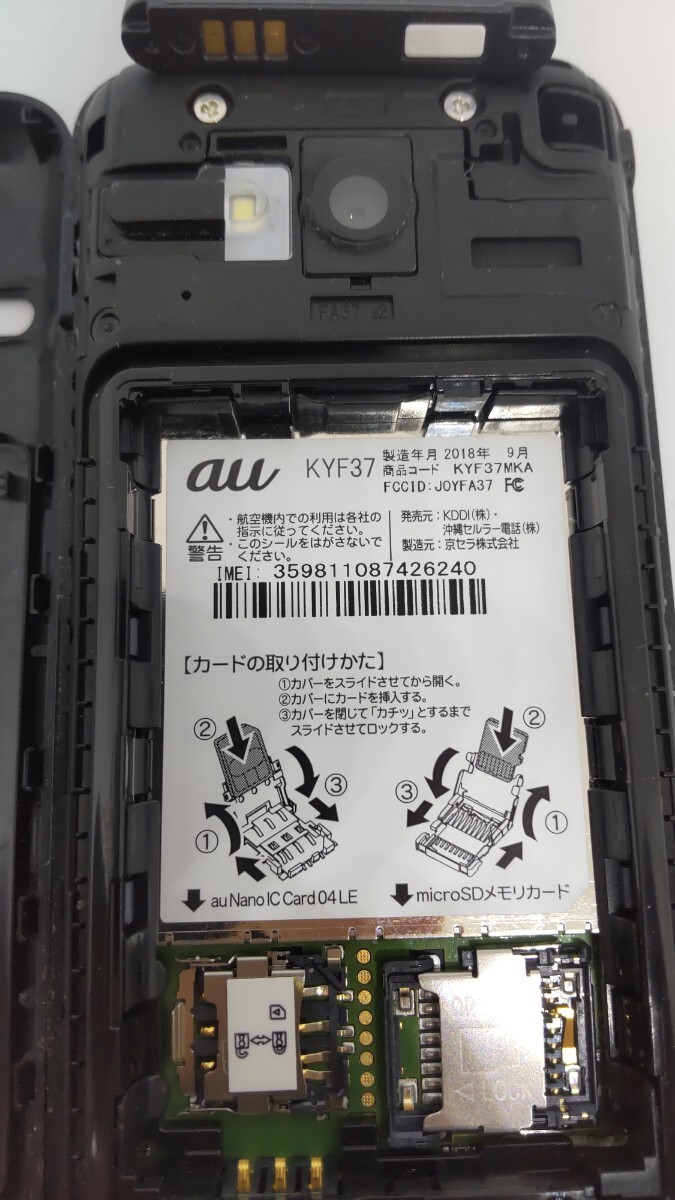 FA37 s2
au KYF37
製造年月 2018年 9月
商品コード KYF37MKA
FCCID:JOYFA37 FC
警告
・航空機内での利用は各社の
指示に従ってください。
・このシールをはがさないで
ください。
発売元：KDDI(株)・
沖縄セルラー電話(株)
製造元：京セラ株式会社
IMEI: 359811087426240
【カードの取り付けかた】
①カバーをスライドさせてから開く。
②カバーにカードを挿入する。
③カバーを閉じて「カチッ」とするまで
スライドさせてロックする。
② ③ ①
② ③ ①
au Nano IC Card 04 LE
microSDメモリカード
LOCK